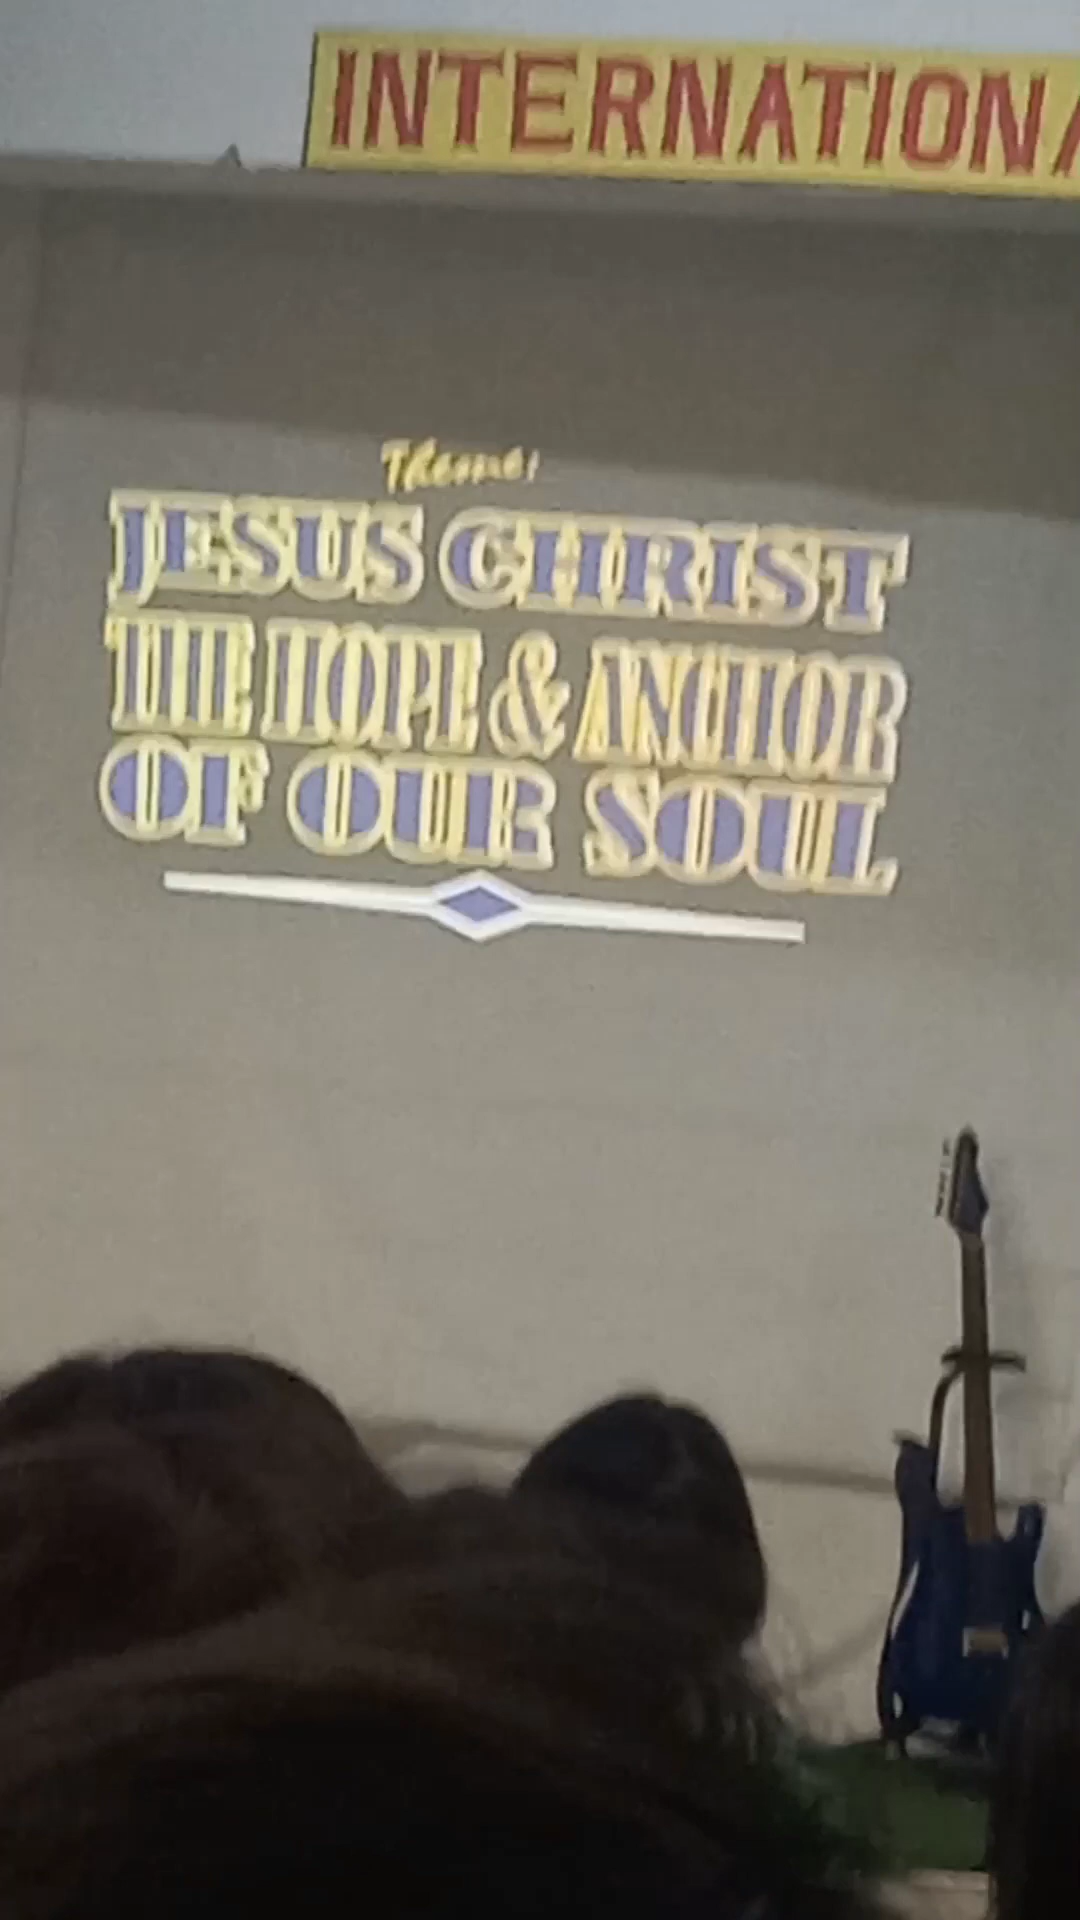 INTERNATIONA
Theme:
JESUS CHRIST
THE HOPE & ANCHOR
OF OUR SOUL